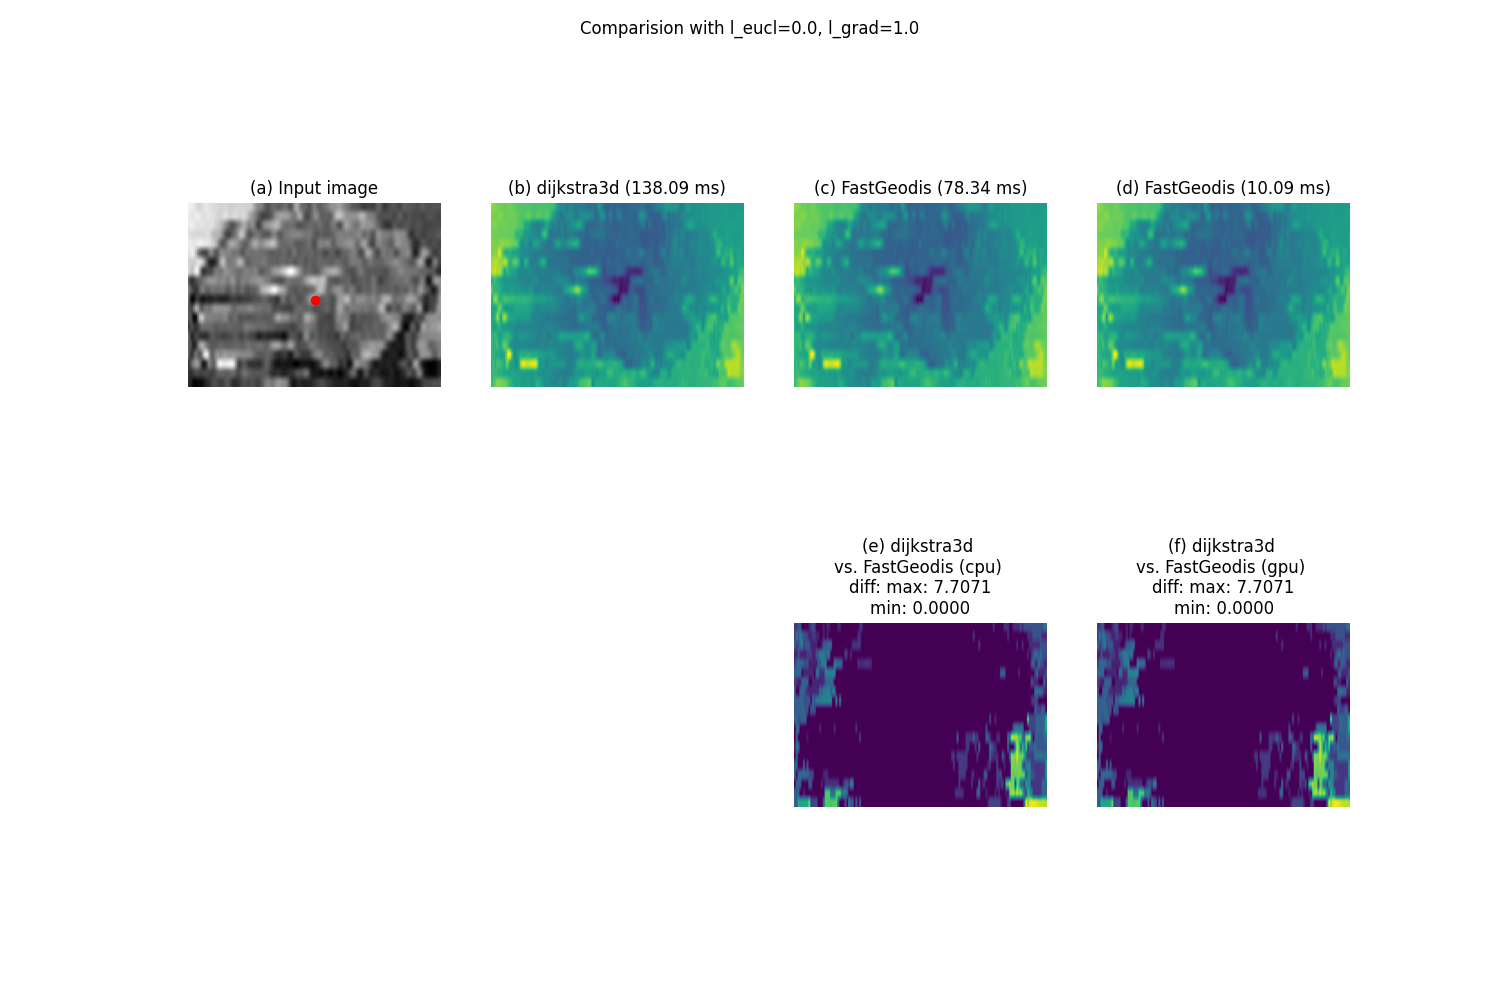 Comparision with l_eucl=0.0, l_grad=1.0
(a) Input image
(b) dijkstra3d (138.09 ms)
(c) FastGeodis (78.34 ms)
(d) FastGeodis (10.09 ms)
(e) dijkstra3d
vs. FastGeodis (cpu)
diff: max: 7.7071
min: 0.0000
(f) dijkstra3d
vs. FastGeodis (gpu)
diff: max: 7.7071
min: 0.0000